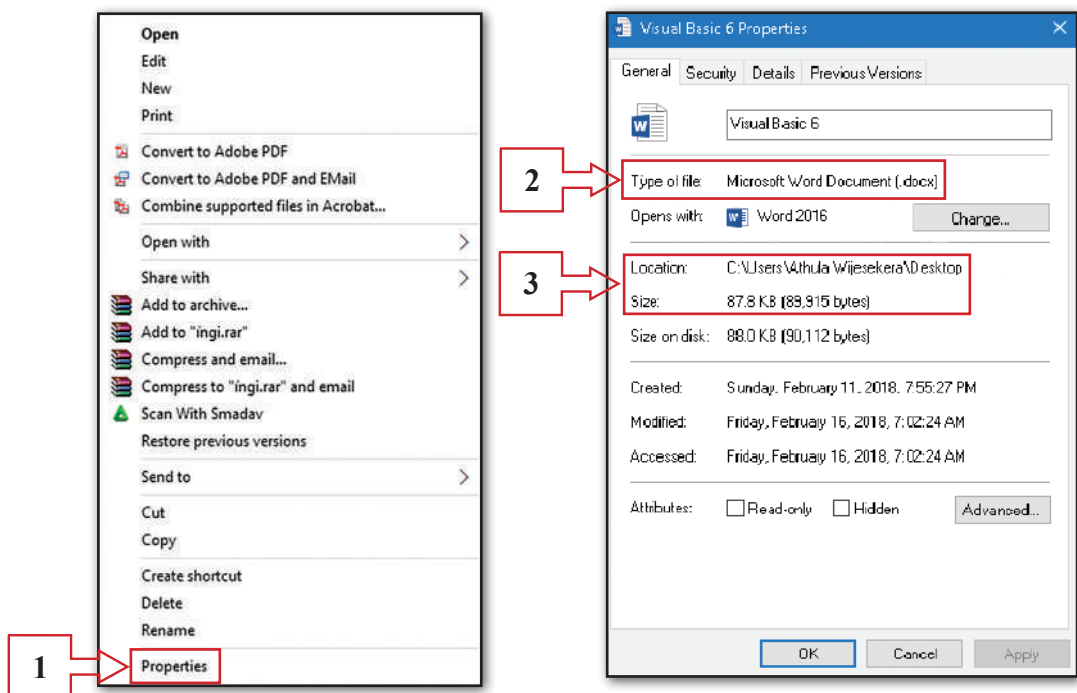 Open
Edit
New
Print
Convert to Adobe PDF
Convert to Adobe PDF and EMail
Combine supported files in Acrobat...
Open with
Share with
Add to archive...
Add to "íngi.rar"
Compress and email...
Compress to "íngi.rar" and email
Scan With Smadav
Restore previous versions
Send to
Cut
Copy
Create shortcut
Delete
Rename
1 Properties
Visual Basic 6 Properties
General Security Details Previous Versions
Visual Basic 6
2 Type of file: Microsoft Word Document (.docx)
Opens with: Word 2016 Change...
3
Location: C:\Users\Athula Wijesekera\Desktop
Size: 87.8 KB (89,915 bytes)
Size on disk: 88.0 KB (90,112 bytes)
Created: Sunday, February 11, 2018, 7:55:27 PM
Modified: Friday, February 16, 2018, 7:02:24 AM
Accessed: Friday, February 16, 2018, 7:02:24 AM
Attributes: Read-only Hidden Advanced...
OK Cancel Apply